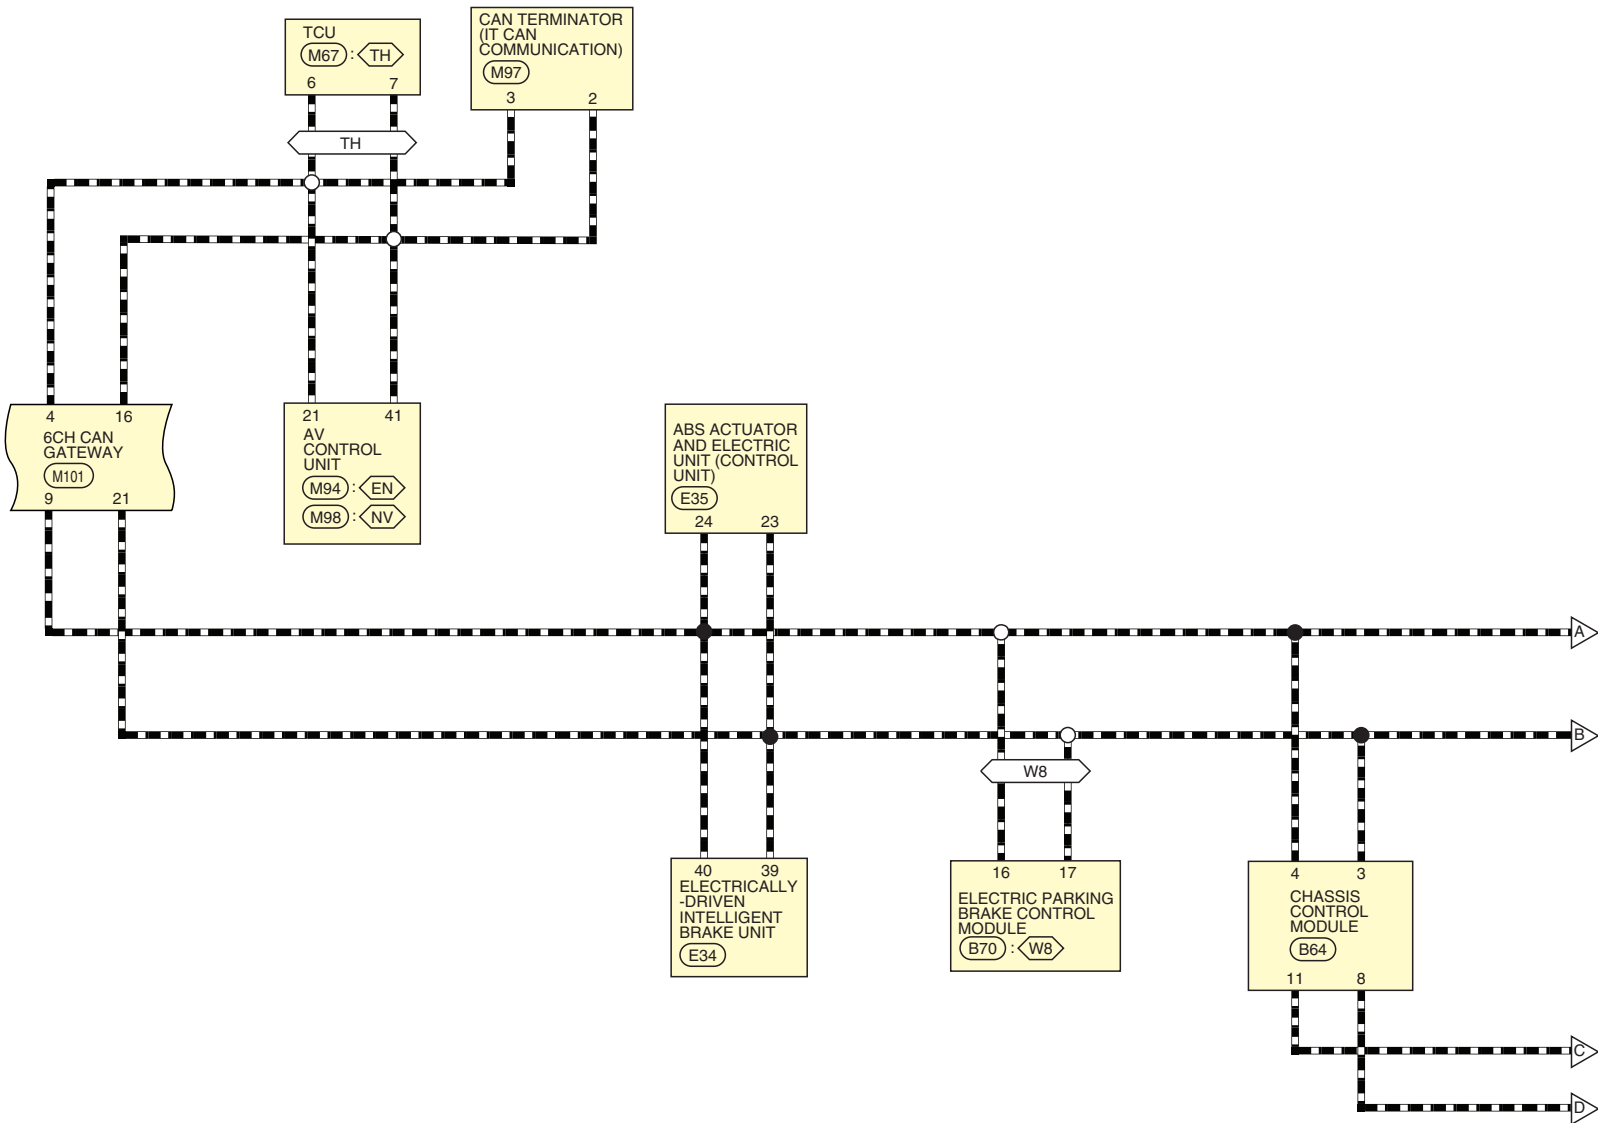 TCU
M67 : TH
6 7
TH
CAN TERMINATOR
(IT CAN
COMMUNICATION)
M97
3 2
4 16
6CH CAN
GATEWAY
M101
9 21
21 41
AV
CONTROL
UNIT
M94 : EN
M98 : NV
ABS ACTUATOR
AND ELECTRIC
UNIT (CONTROL
UNIT)
E35
24 23
A
B
W8
40 39
ELECTRICALLY
-DRIVEN
INTELLIGENT
BRAKE UNIT
E34
16 17
ELECTRIC PARKING
BRAKE CONTROL
MODULE
B70 : W8
4 3
CHASSIS
CONTROL
MODULE
B64
11 8
C
D